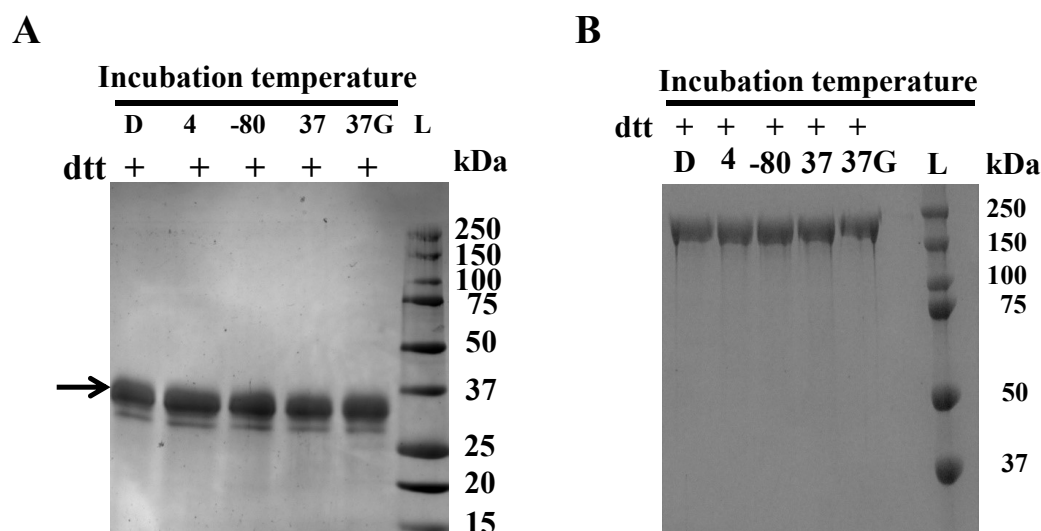 A
Incubation temperature
D 4 -80 37 37G L
dtt + + + + + kDa
250
150
100
75
50
37
25
20
15
B
Incubation temperature
dtt + + + + +
D 4 -80 37 37G L kDa
250
150
100
75
50
37